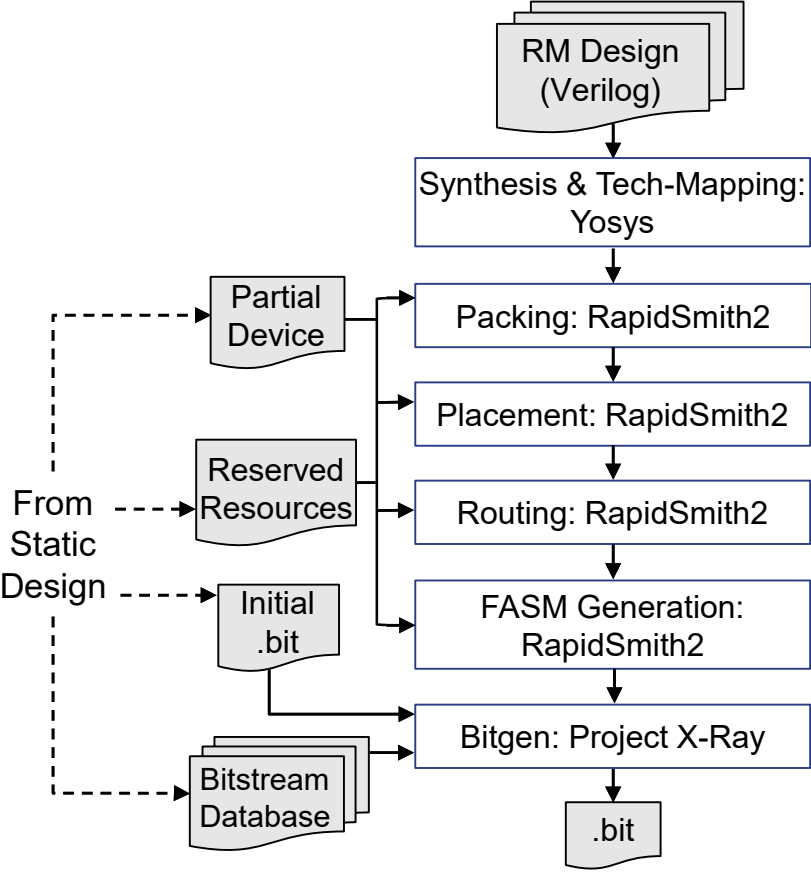 RM Design
(Verilog)
Synthesis & Tech-Mapping:
Yosys
Partial
Device
Packing: RapidSmith2
Placement: RapidSmith2
Reserved
Resources
From
Static
Design
Routing: RapidSmith2
Initial
.bit
FASM Generation:
RapidSmith2
Bitgen: Project X-Ray
Bitstream
Database
.bit